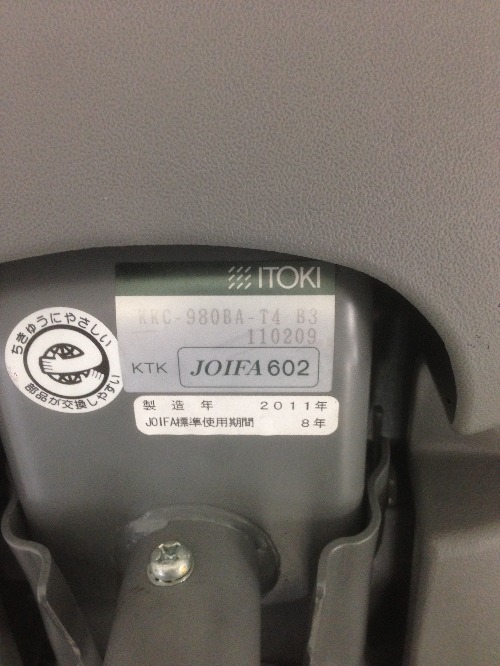 ITOKI
KKC-980BA-T4 B3
110209
KTK JOIFA602
ちきゅうにやさしい
部品が交換しやすい
製造年 2011年
JOIFA標準使用期間 8年